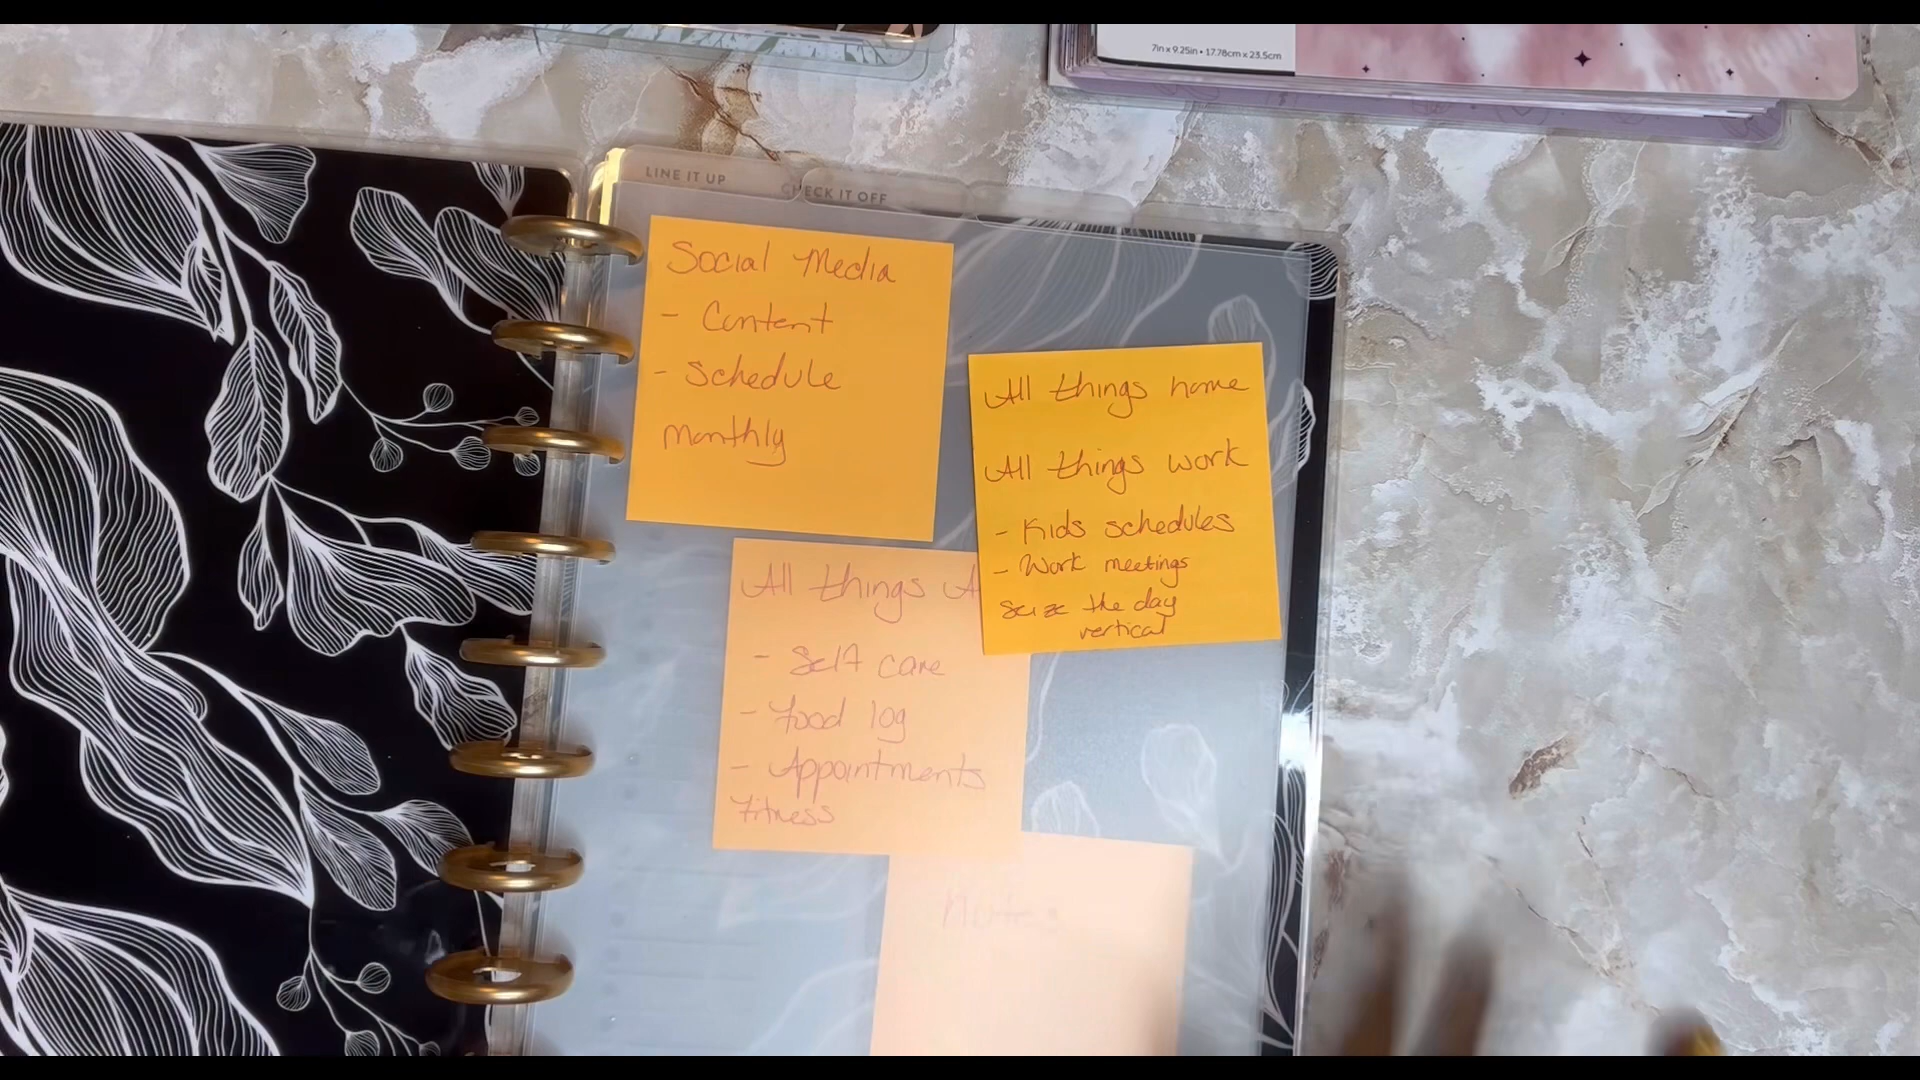 7in x 9.25in • 17.78cm x 23.5cm
LINE IT UP
CHECK IT OFF
Social Media
- Content
- Schedule
monthly
All things home
All things work
- Kids schedules
- Work meetings
Seize the day
vertical
All things
- Self care
- Food log
- Appointments
Fitness